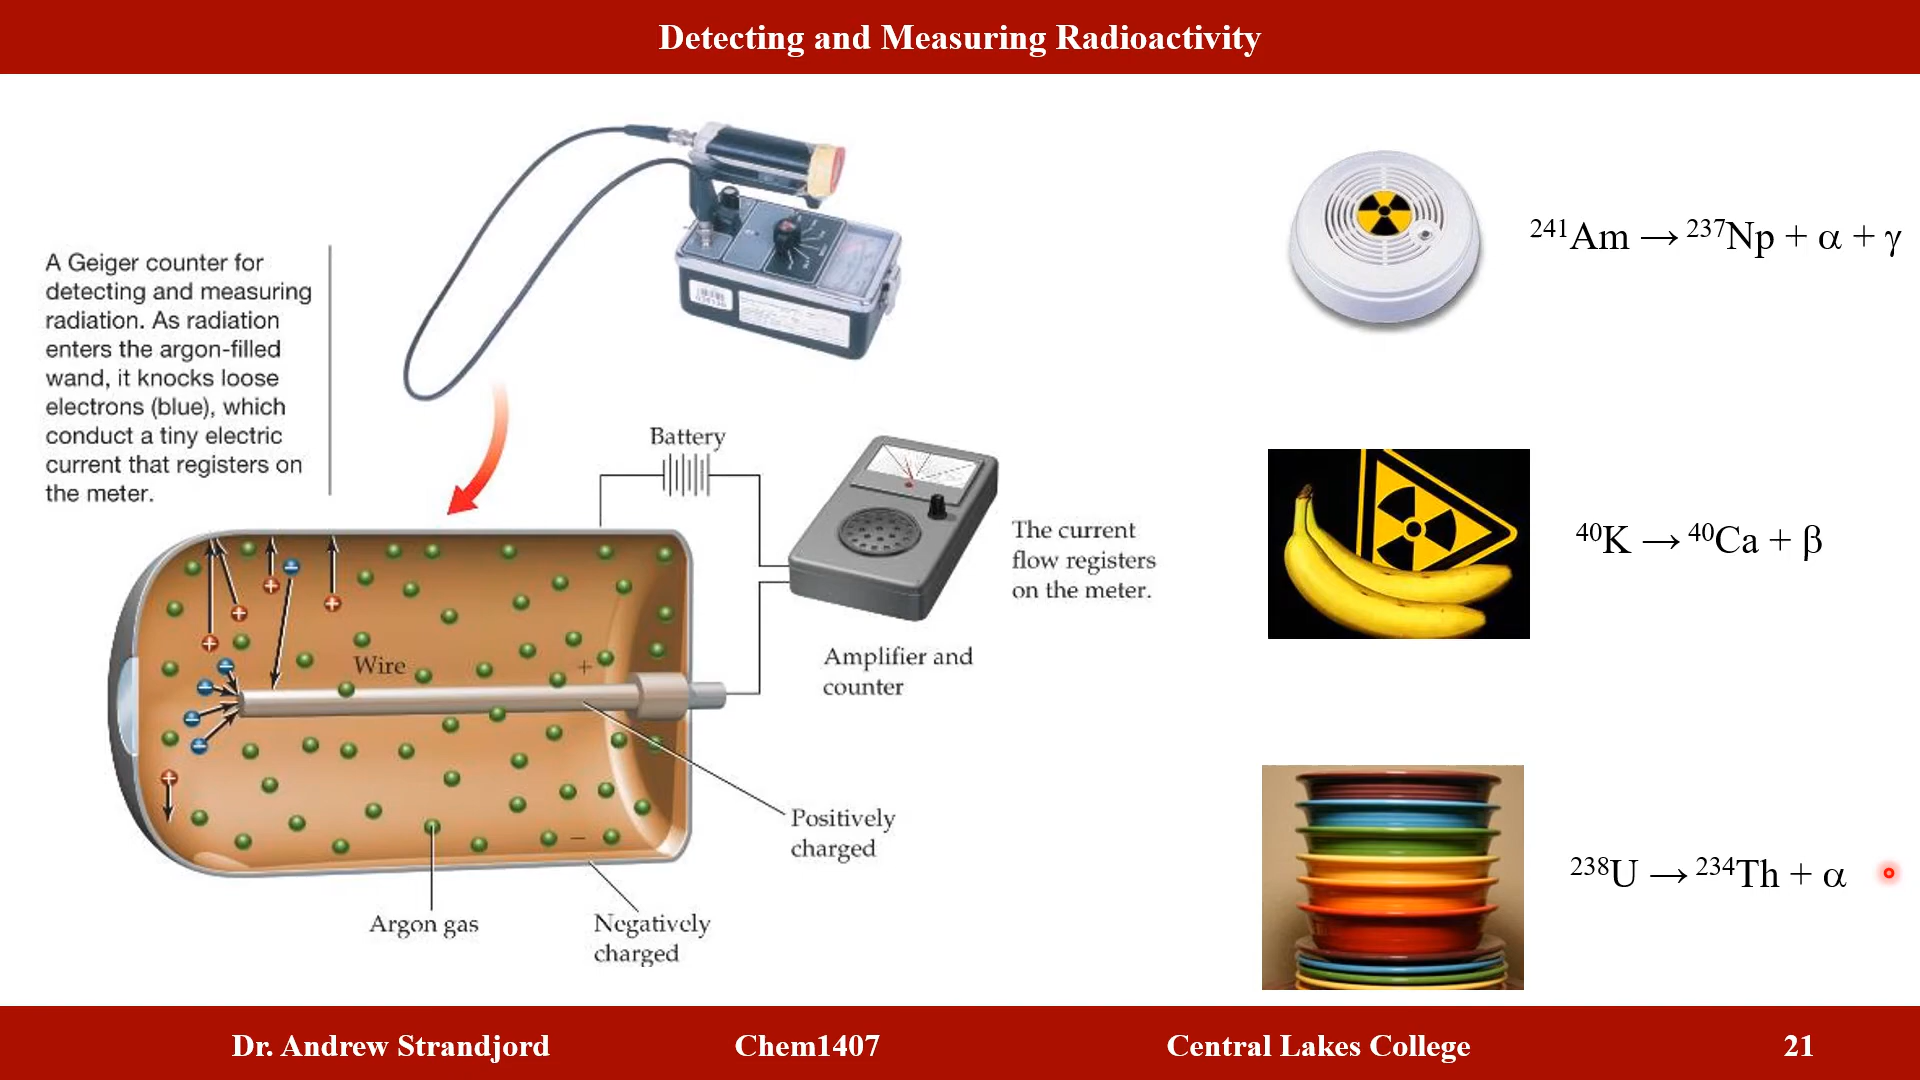 Detecting and Measuring Radioactivity
A Geiger counter for
detecting and measuring
radiation. As radiation
enters the argon-filled
wand, it knocks loose
electrons (blue), which
conduct a tiny electric
current that registers on
the meter.
Battery
The current
flow registers
on the meter.
Amplifier and
counter
Wire
+
Positively
charged
−
Argon gas
Negatively
charged
²⁴¹Am → ²³⁷Np + α + γ
⁴⁰K → ⁴⁰Ca + β
²³⁸U → ²³⁴Th + α
Dr. Andrew Strandjord Chem1407 Central Lakes College 21